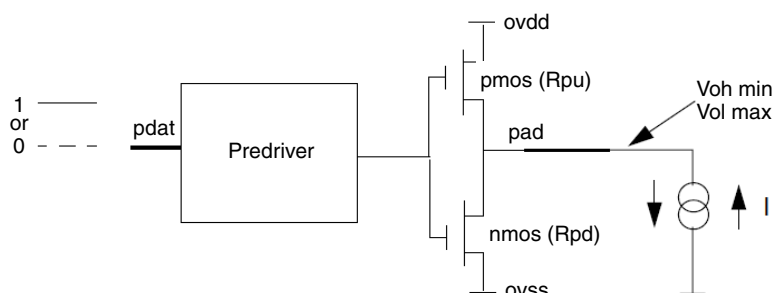 ovdd
pmos (Rpu)
Voh min
Vol max
1
or
0
pdat
Predriver
pad
I
nmos (Rpd)
ovss